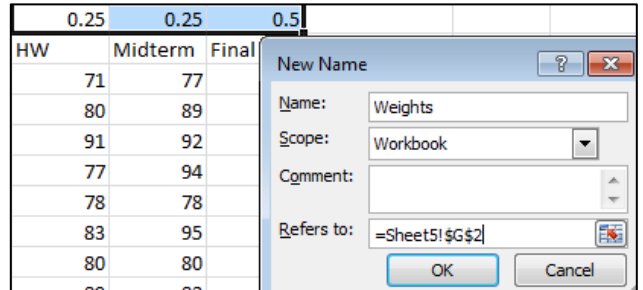 0.25 0.25 0.5
HW Midterm Final
71 77
80 89
91 92
77 94
78 78
83 95
80 80
New Name
Name: Weights
Scope: Workbook
Comment:
Refers to: =Sheet5!$G$2
OK Cancel